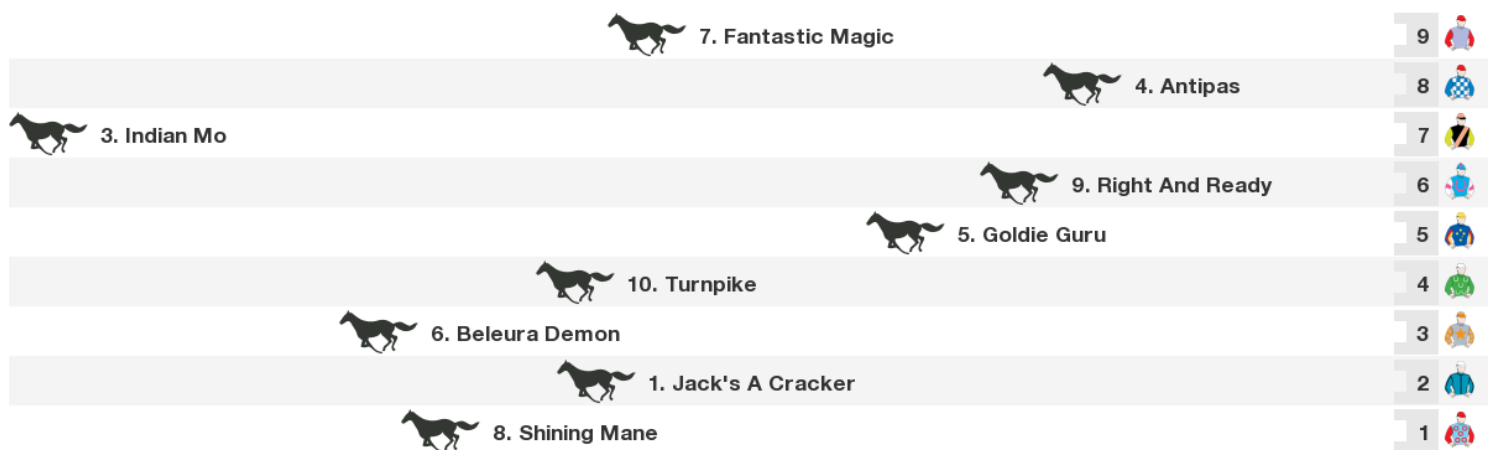 7. Fantastic Magic 9
4. Antipas 8
3. Indian Mo 7
9. Right And Ready 6
5. Goldie Guru 5
10. Turnpike 4
6. Beleura Demon 3
1. Jack's A Cracker 2
8. Shining Mane 1